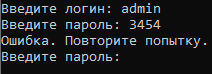 Введите логин: admin
Введите пароль: 3454
Ошибка. Повторите попытку.
Введите пароль: